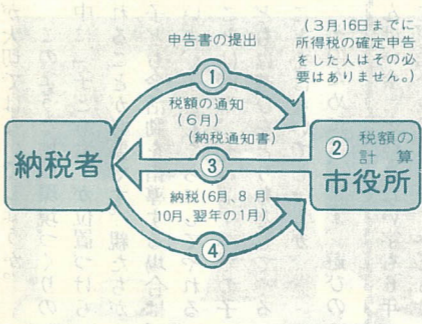 申告書の提出
(3月16日までに
所得税の確定申告
をした人はその必
要はありません。)
①
税額の通知
(6月)
(納税通知書)
納税者
② 税額の
計算
市役所
③
納税(6月、8月
10月、翌年の1月)
④